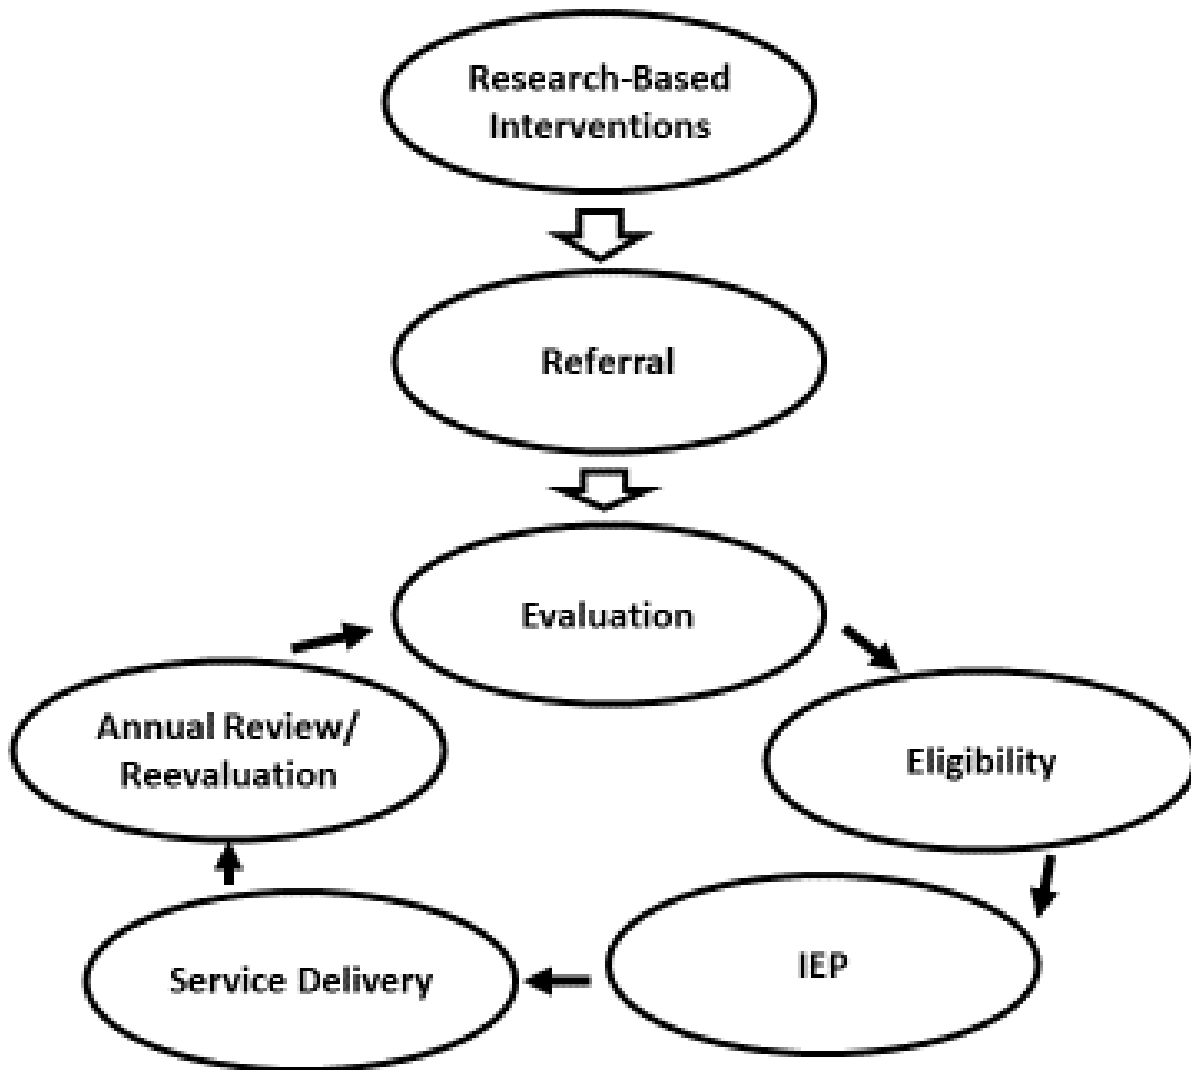 Research-Based
Interventions
Referral
Evaluation
Annual Review/
Reevaluation
Eligibility
Service Delivery
IEP